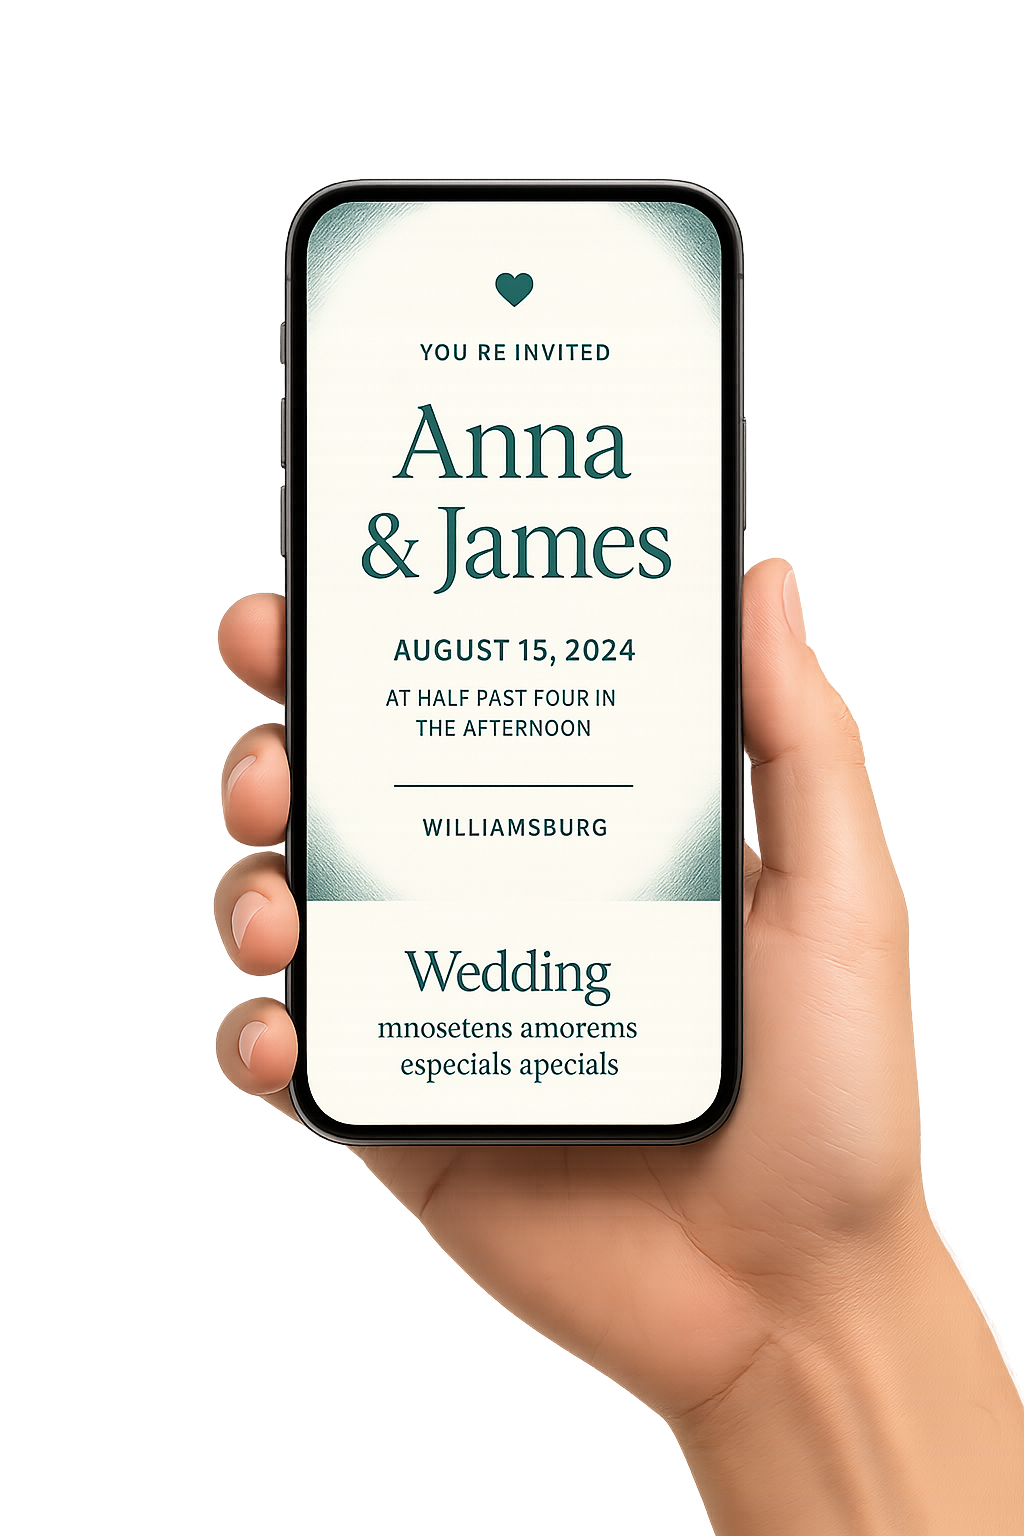 YOU RE INVITED
Anna
& James
AUGUST 15, 2024
AT HALF PAST FOUR IN
THE AFTERNOON
WILLIAMSBURG
Wedding
mnosetens amorems
especials apecials